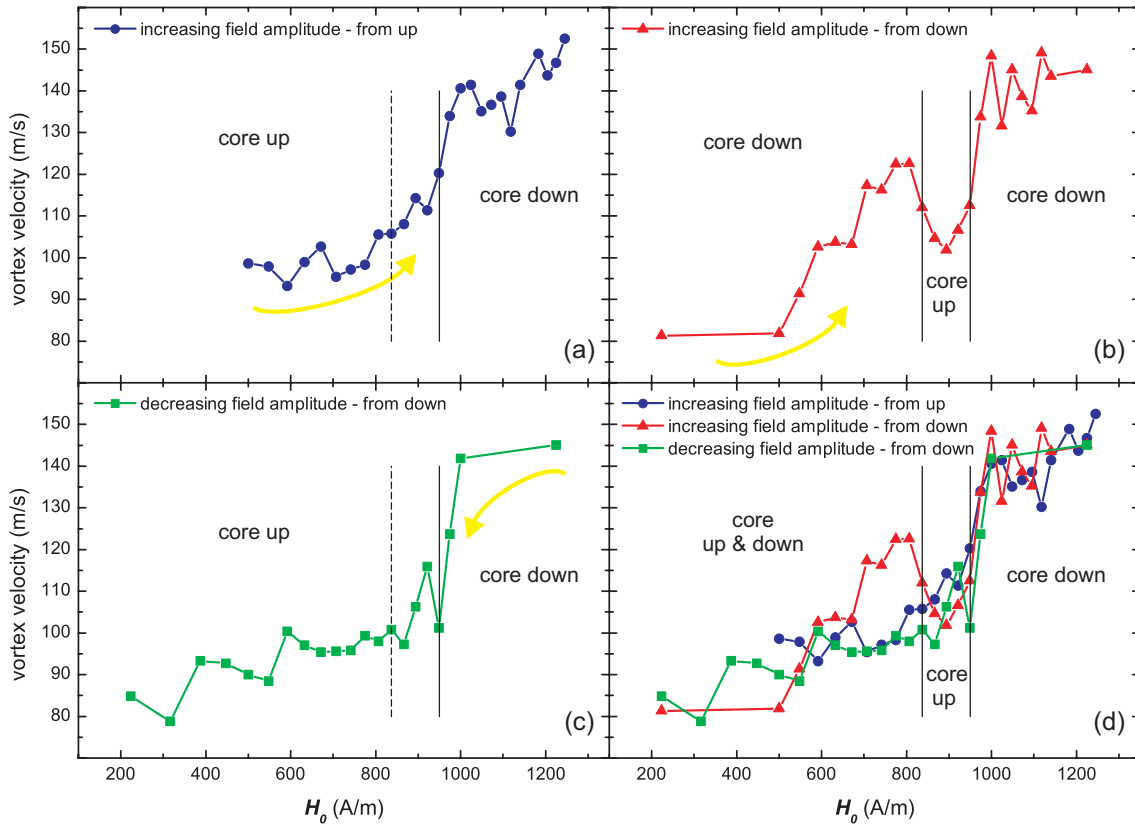 increasing field amplitude - from up
150
140
130
120
110
100
90
80
vortex velocity (m/s)
core up
core down
(a)
increasing field amplitude - from down
core down
core down
core
up
(b)
decreasing field amplitude - from down
150
140
130
120
110
100
90
80
vortex velocity (m/s)
core up
core down
(c)
200 400 600 800 1000 1200
H0 (A/m)
increasing field amplitude - from up
increasing field amplitude - from down
decreasing field amplitude - from down
core
up & down
core down
core
up
(d)
200 400 600 800 1000 1200
H0 (A/m)